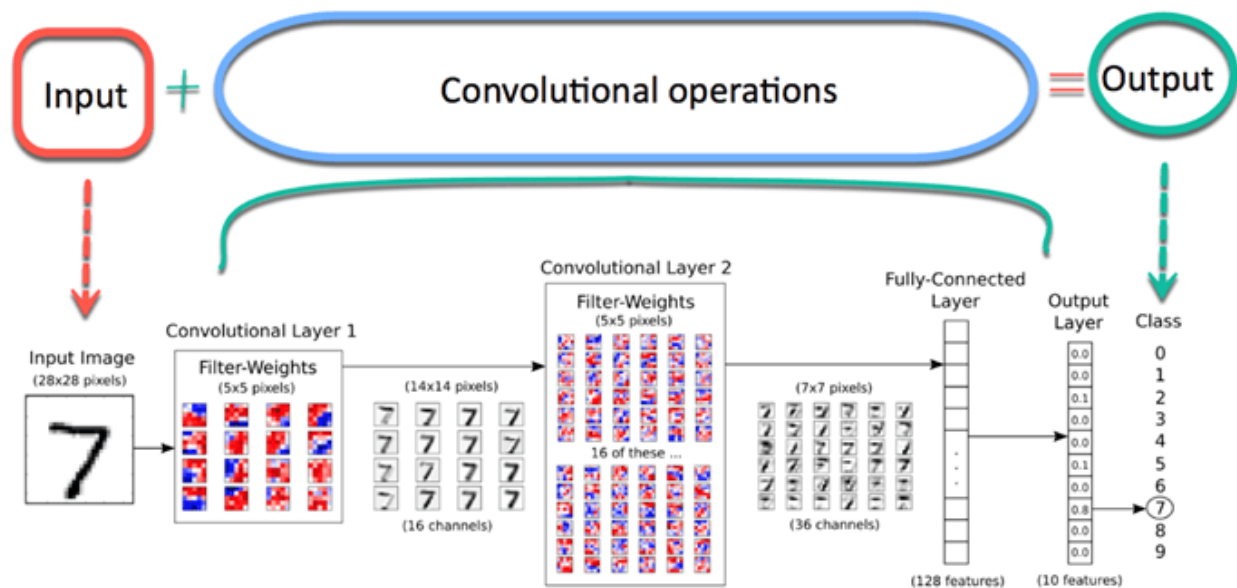 Input
+
Convolutional operations
=
Output
Input Image
(28x28 pixels)
Convolutional Layer 1
Filter-Weights
(5x5 pixels)
(14x14 pixels)
(16 channels)
Convolutional Layer 2
Filter-Weights
(5x5 pixels)
16 of these ...
(7x7 pixels)
(36 channels)
Fully-Connected
Layer
(128 features)
Output
Layer
0.0
0.0
0.1
0.0
0.0
0.1
0.0
0.8
0.0
0.0
(10 features)
Class
0
1
2
3
4
5
6
7
8
9